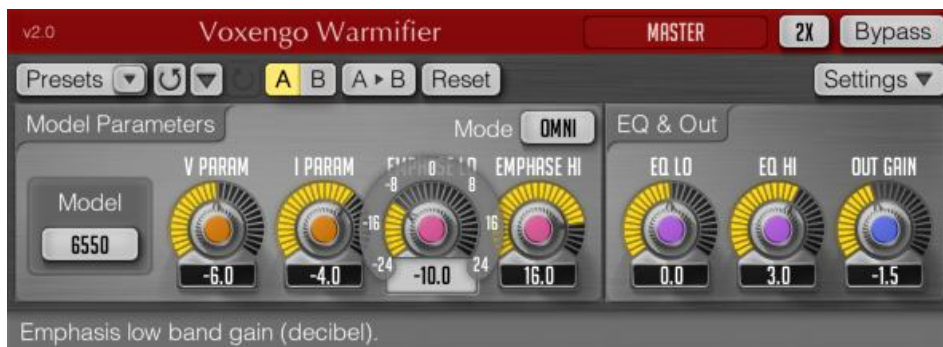 v2.0 Voxengo Warmifier MASTER 2X Bypass
Presets A B A ▸ B Reset Settings
Model Parameters Mode OMNI EQ & Out
V PARAM I PARAM EMPHASE LO EMPHASE HI EQ LO EQ HI OUT GAIN
0
-8 8
Model
-16 16
6550
-24 24
-6.0 -4.0 -10.0 16.0 0.0 3.0 -1.5
Emphasis low band gain (decibel).